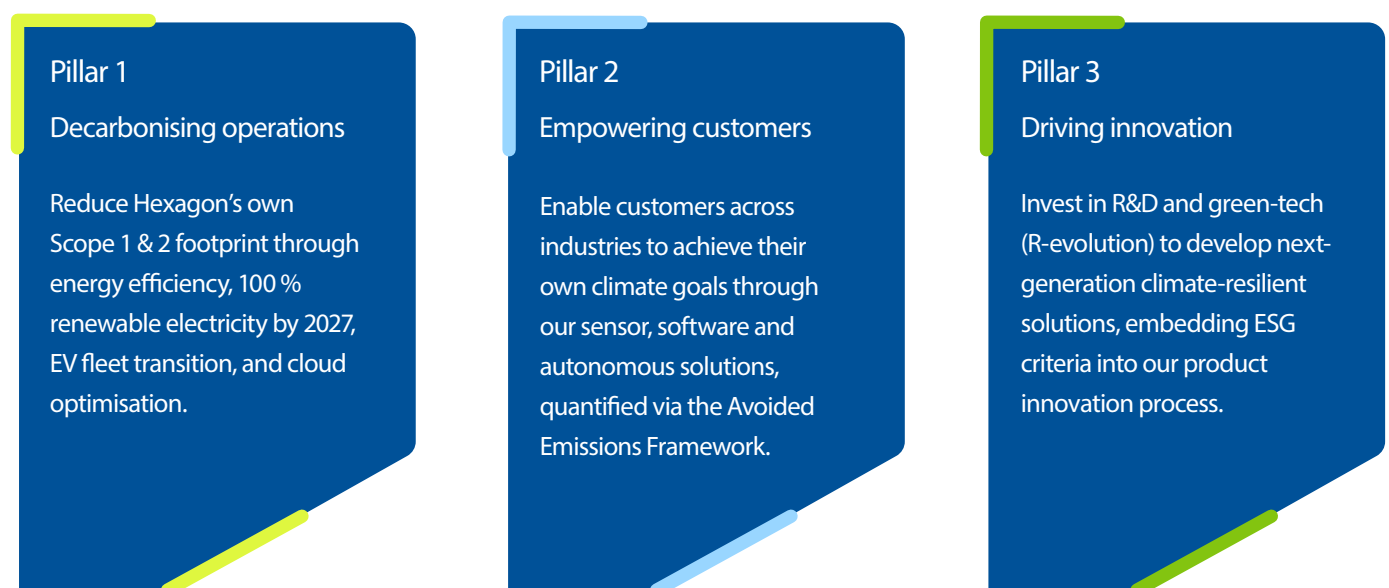 Pillar 1
Decarbonising operations
Reduce Hexagon’s own
Scope 1 & 2 footprint through
energy efficiency, 100 %
renewable electricity by 2027,
EV fleet transition, and cloud
optimisation.
Pillar 2
Empowering customers
Enable customers across
industries to achieve their
own climate goals through
our sensor, software and
autonomous solutions,
quantified via the Avoided
Emissions Framework.
Pillar 3
Driving innovation
Invest in R&D and green-tech
(R-evolution) to develop next-
generation climate-resilient
solutions, embedding ESG
criteria into our product
innovation process.